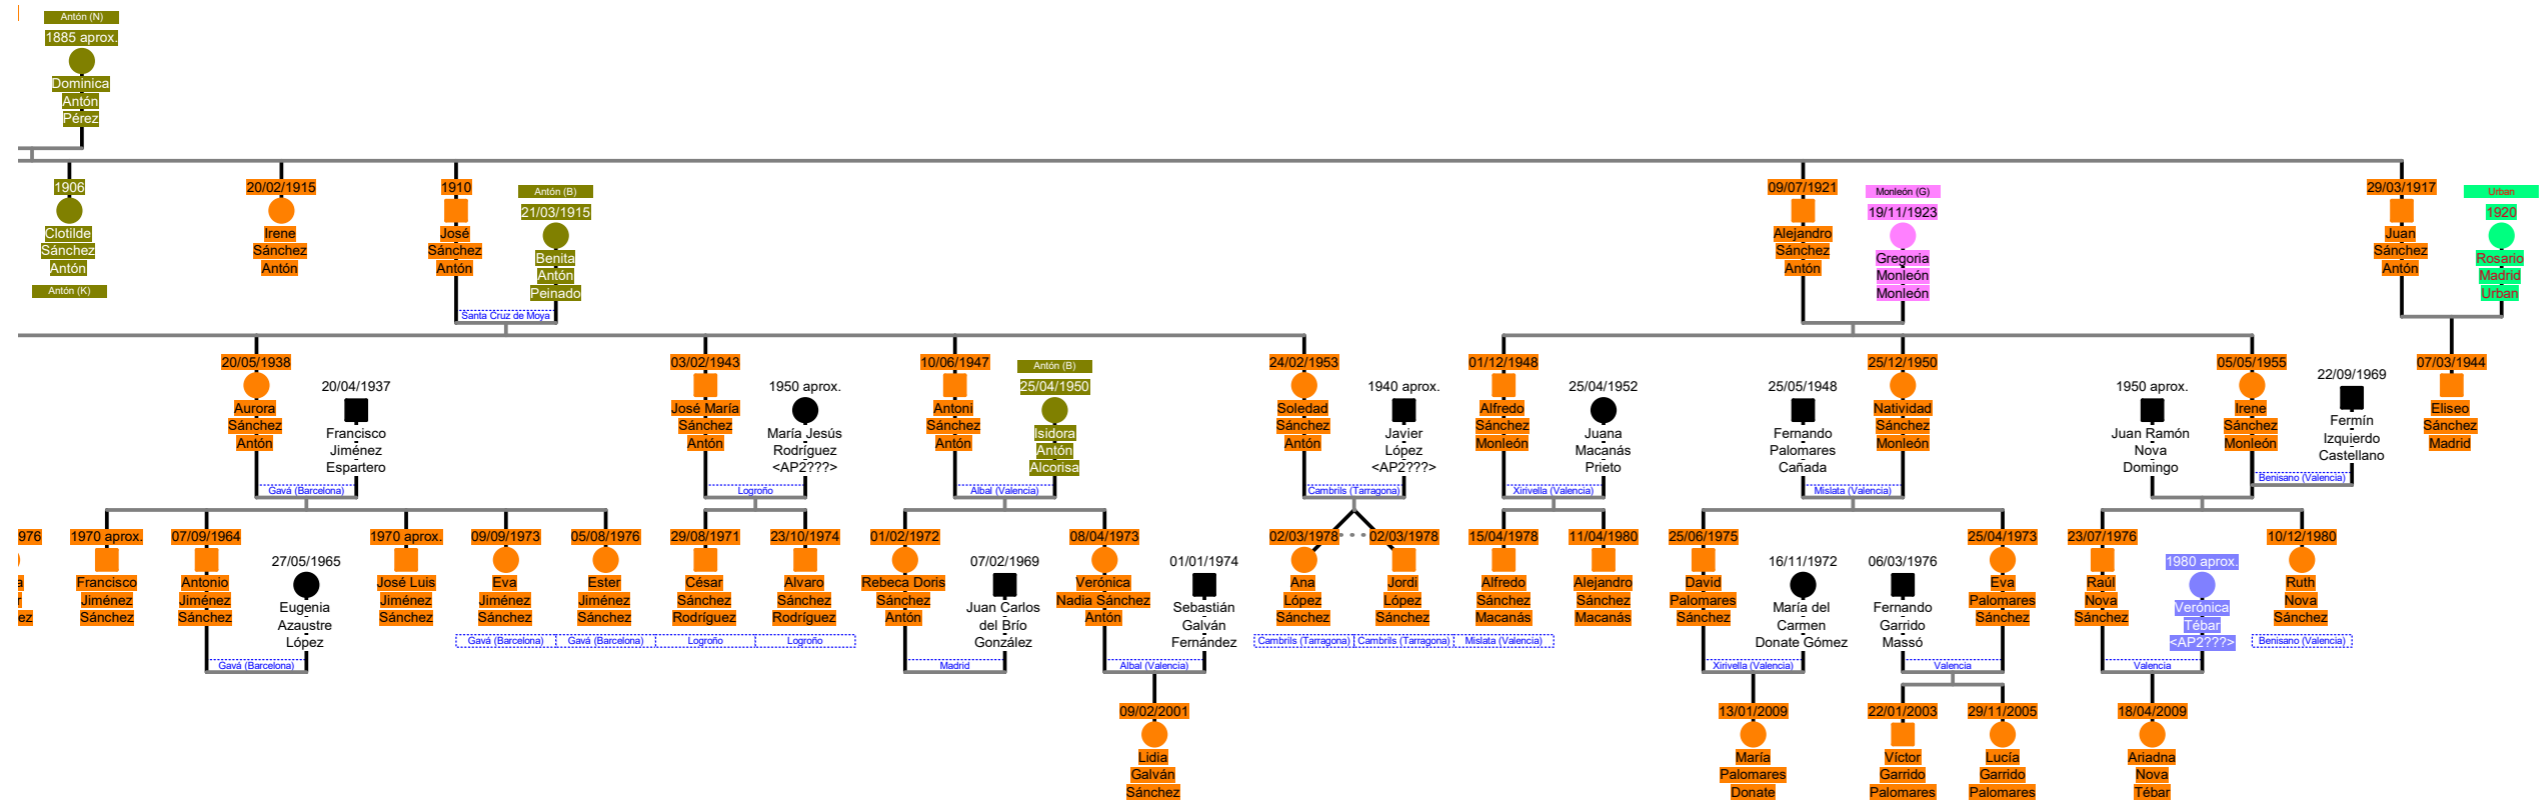 Antón (N)
1885 aprox.
Dominica
Antón
Pérez
1906
Clotilde
Sánchez
Antón
Antón (K)
20/02/1915
Irene
Sánchez
Antón
1910
José
Sánchez
Antón
Antón (B)
21/03/1915
Benita
Antón
Peinado
Santa Cruz de Moya
09/07/1921
Alejandro
Sánchez
Antón
Monleón (G)
19/11/1923
Gregoria
Monleón
Monleón
29/03/1917
Juan
Sánchez
Antón
Urban
1920
Rosario
Madrid
Urban
20/05/1938
Aurora
Sánchez
Antón
20/04/1937
Francisco
Jiménez
Espartero
Gavá (Barcelona)
03/02/1943
José María
Sánchez
Antón
1950 aprox.
María Jesús
Rodríguez
<AP2???>
Logroño
10/06/1947
Antoni
Sánchez
Antón
Antón (B)
25/04/1950
Isidora
Antón
Alcorisa
Albal (Valencia)
24/02/1953
Soledad
Sánchez
Antón
1940 aprox.
Javier
López
<AP2???>
Cambrils (Tarragona)
01/12/1948
Alfredo
Sánchez
Monleón
25/04/1952
Juana
Macanás
Prieto
Xirivella (Valencia)
25/05/1948
Fernando
Palomares
Cañada
25/12/1950
Natividad
Sánchez
Monleón
Mislata (Valencia)
1950 aprox.
Juan Ramón
Nova
Domingo
05/05/1955
Irene
Sánchez
Monleón
22/09/1969
Fermín
Izquierdo
Castellano
Benisano (Valencia)
07/03/1944
Eliseo
Sánchez
Madrid
976
a
r
ez
1970 aprox.
Francisco
Jiménez
Sánchez
07/09/1964
Antonio
Jiménez
Sánchez
27/05/1965
Eugenia
Azaustre
López
Gavá (Barcelona)
1970 aprox.
José Luis
Jiménez
Sánchez
09/09/1973
Eva
Jiménez
Sánchez
Gavá (Barcelona)
05/08/1976
Ester
Jiménez
Sánchez
Gavá (Barcelona)
29/08/1971
César
Sánchez
Rodríguez
Logroño
23/10/1974
Alvaro
Sánchez
Rodríguez
Logroño
01/02/1972
Rebeca Doris
Sánchez
Antón
07/02/1969
Juan Carlos
del Brío
González
Madrid
08/04/1973
Verónica
Nadia Sánchez
Antón
01/01/1974
Sebastián
Galván
Fernández
Albal (Valencia)
02/03/1978
Ana
López
Sánchez
Cambrils (Tarragona)
02/03/1978
Jordi
López
Sánchez
Cambrils (Tarragona)
15/04/1978
Alfredo
Sánchez
Macanás
Mislata (Valencia)
11/04/1980
Alejandro
Sánchez
Macanás
25/06/1975
David
Palomares
Sánchez
16/11/1972
María del
Carmen
Donate Gómez
Xirivella (Valencia)
06/03/1976
Fernando
Garrido
Massó
25/04/1973
Eva
Palomares
Sánchez
Valencia
23/07/1976
Raúl
Nova
Sánchez
1980 aprox.
Verónica
Tébar
<AP2???>
Valencia
10/12/1980
Ruth
Nova
Sánchez
Benisano (Valencia)
09/02/2001
Lidia
Galván
Sánchez
13/01/2009
María
Palomares
Donate
22/01/2003
Víctor
Garrido
Palomares
29/11/2005
Lucía
Garrido
Palomares
18/04/2009
Ariadna
Nova
Tébar